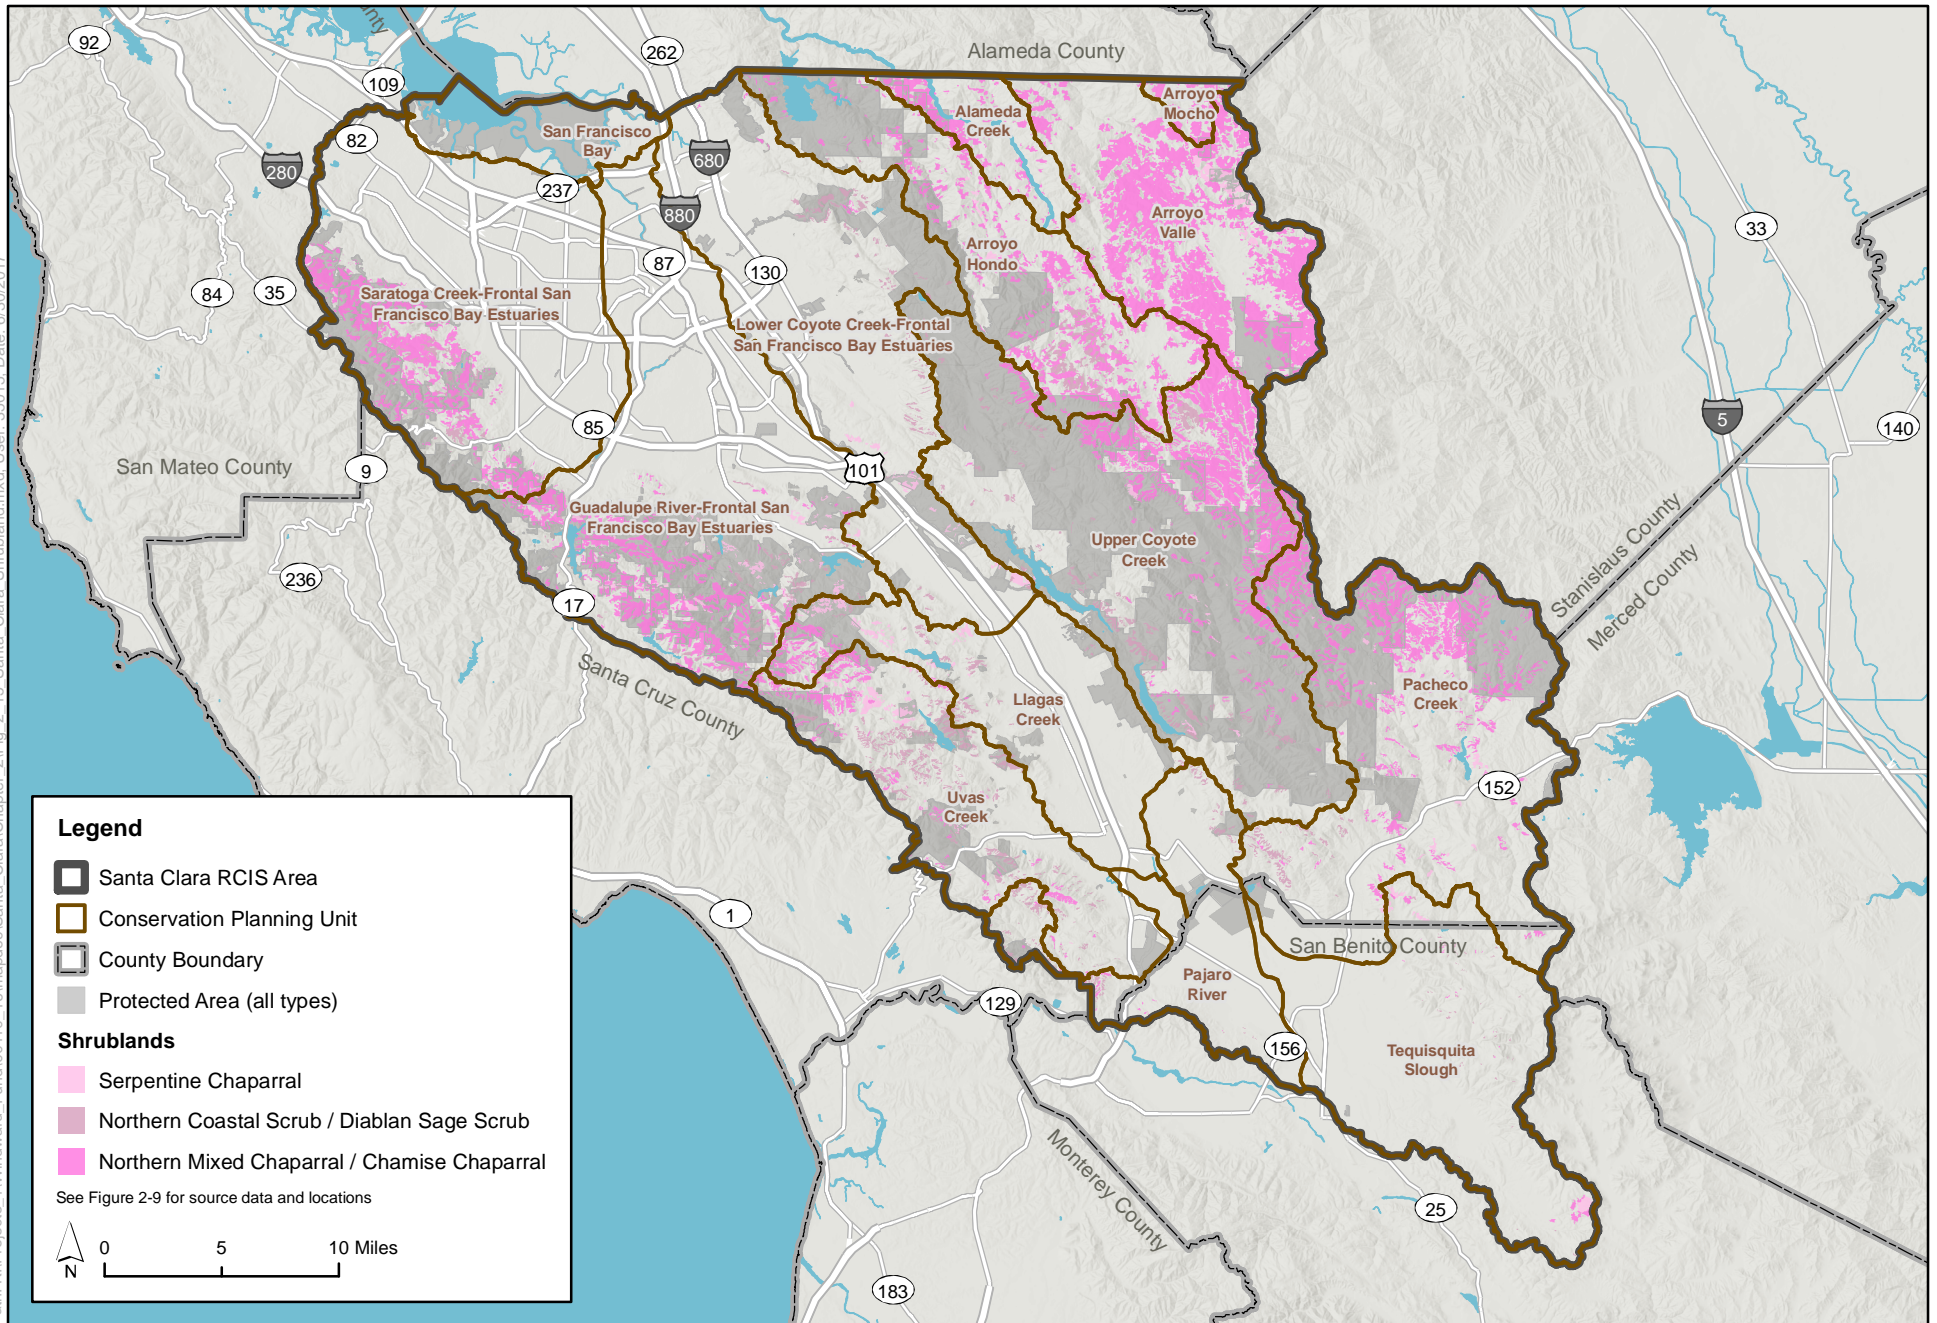 Alameda County
92
262
109
82
280
San Francisco
Bay
680
237
880
Alameda
Creek
Arroyo
Mocho
Arroyo
Valle
Arroyo
Hondo
33
87
130
84
35
Saratoga Creek-Frontal San
Francisco Bay Estuaries
Lower Coyote Creek-Frontal
San Francisco Bay Estuaries
5
140
85
San Mateo County
9
101
Guadalupe River-Frontal San
Francisco Bay Estuaries
Upper Coyote
Creek
Stanislaus County
Merced County
236
17
Santa Cruz County
Llagas
Creek
Pacheco
Creek
152
Uvas
Creek
1
San Benito County
Pajaro
River
129
156
Tequisquita
Slough
Monterey County
25
183
Legend
Santa Clara RCIS Area
Conservation Planning Unit
County Boundary
Protected Area (all types)
Shrublands
Serpentine Chaparral
Northern Coastal Scrub / Diablan Sage Scrub
Northern Mixed Chaparral / Chamise Chaparral
See Figure 2-9 for source data and locations
0 5 10 Miles
N